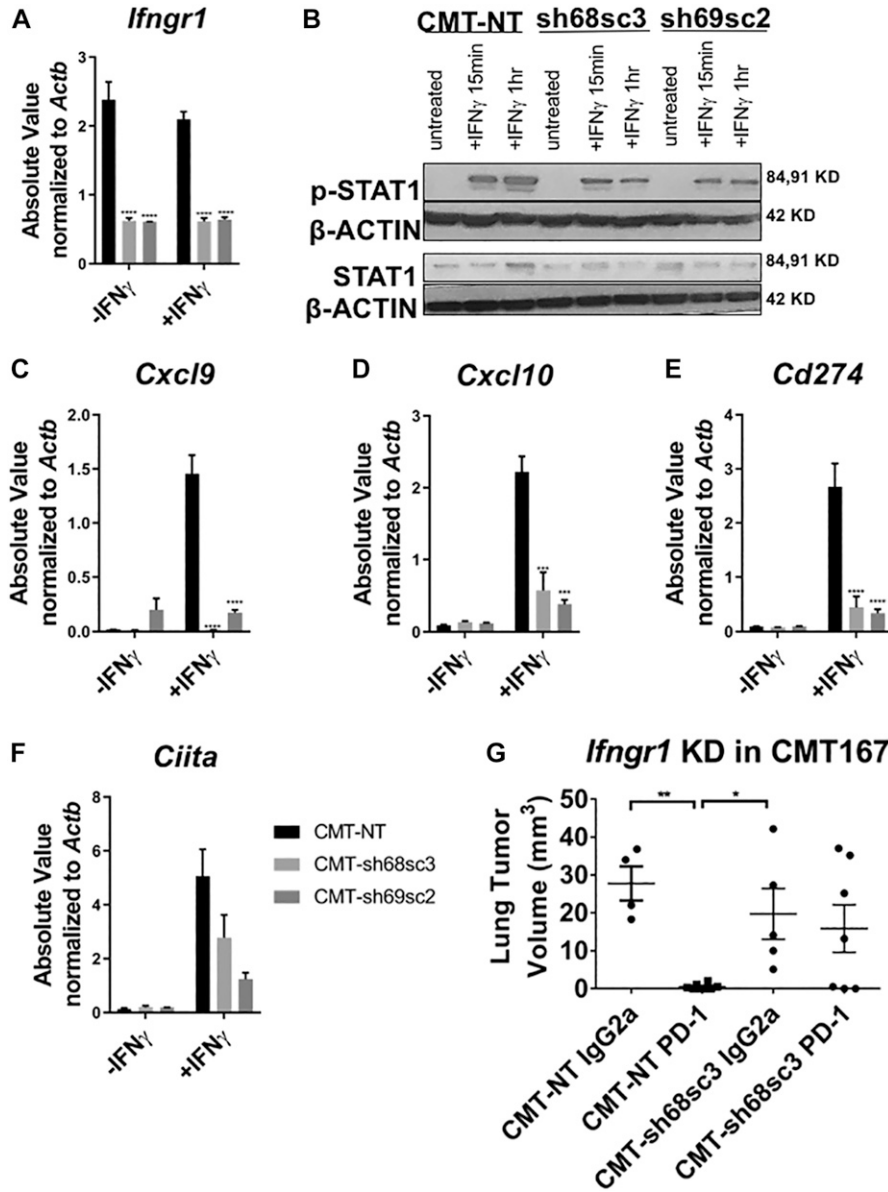 A
Ifngr1
Absolute Value
normalized to Actb
3
2
1
0
**** ****
**** ****
-IFNγ
+IFNγ
B
CMT-NT
sh68sc3
sh69sc2
untreated
+IFNγ 15min
+IFNγ 1hr
untreated
+IFNγ 15min
+IFNγ 1hr
untreated
+IFNγ 15min
+IFNγ 1hr
p-STAT1
84,91 KD
β-ACTIN
42 KD
STAT1
84,91 KD
β-ACTIN
42 KD
C
Cxcl9
Absolute Value
normalized to Actb
2.0
1.5
1.0
0.5
0.0
****
****
-IFNγ
+IFNγ
D
Cxcl10
Absolute Value
normalized to Actb
3
2
1
0
***
***
-IFNγ
+IFNγ
E
Cd274
Absolute Value
normalized to Actb
4
3
2
1
0
****
****
-IFNγ
+IFNγ
F
Ciita
Absolute Value
normalized to Actb
8
6
4
2
0
-IFNγ
+IFNγ
CMT-NT
CMT-sh68sc3
CMT-sh69sc2
G
Ifngr1 KD in CMT167
Lung Tumor
Volume (mm³)
50
40
30
20
10
0
**
*
CMT-NT IgG2a
CMT-NT PD-1
CMT-sh68sc3 IgG2a
CMT-sh68sc3 PD-1